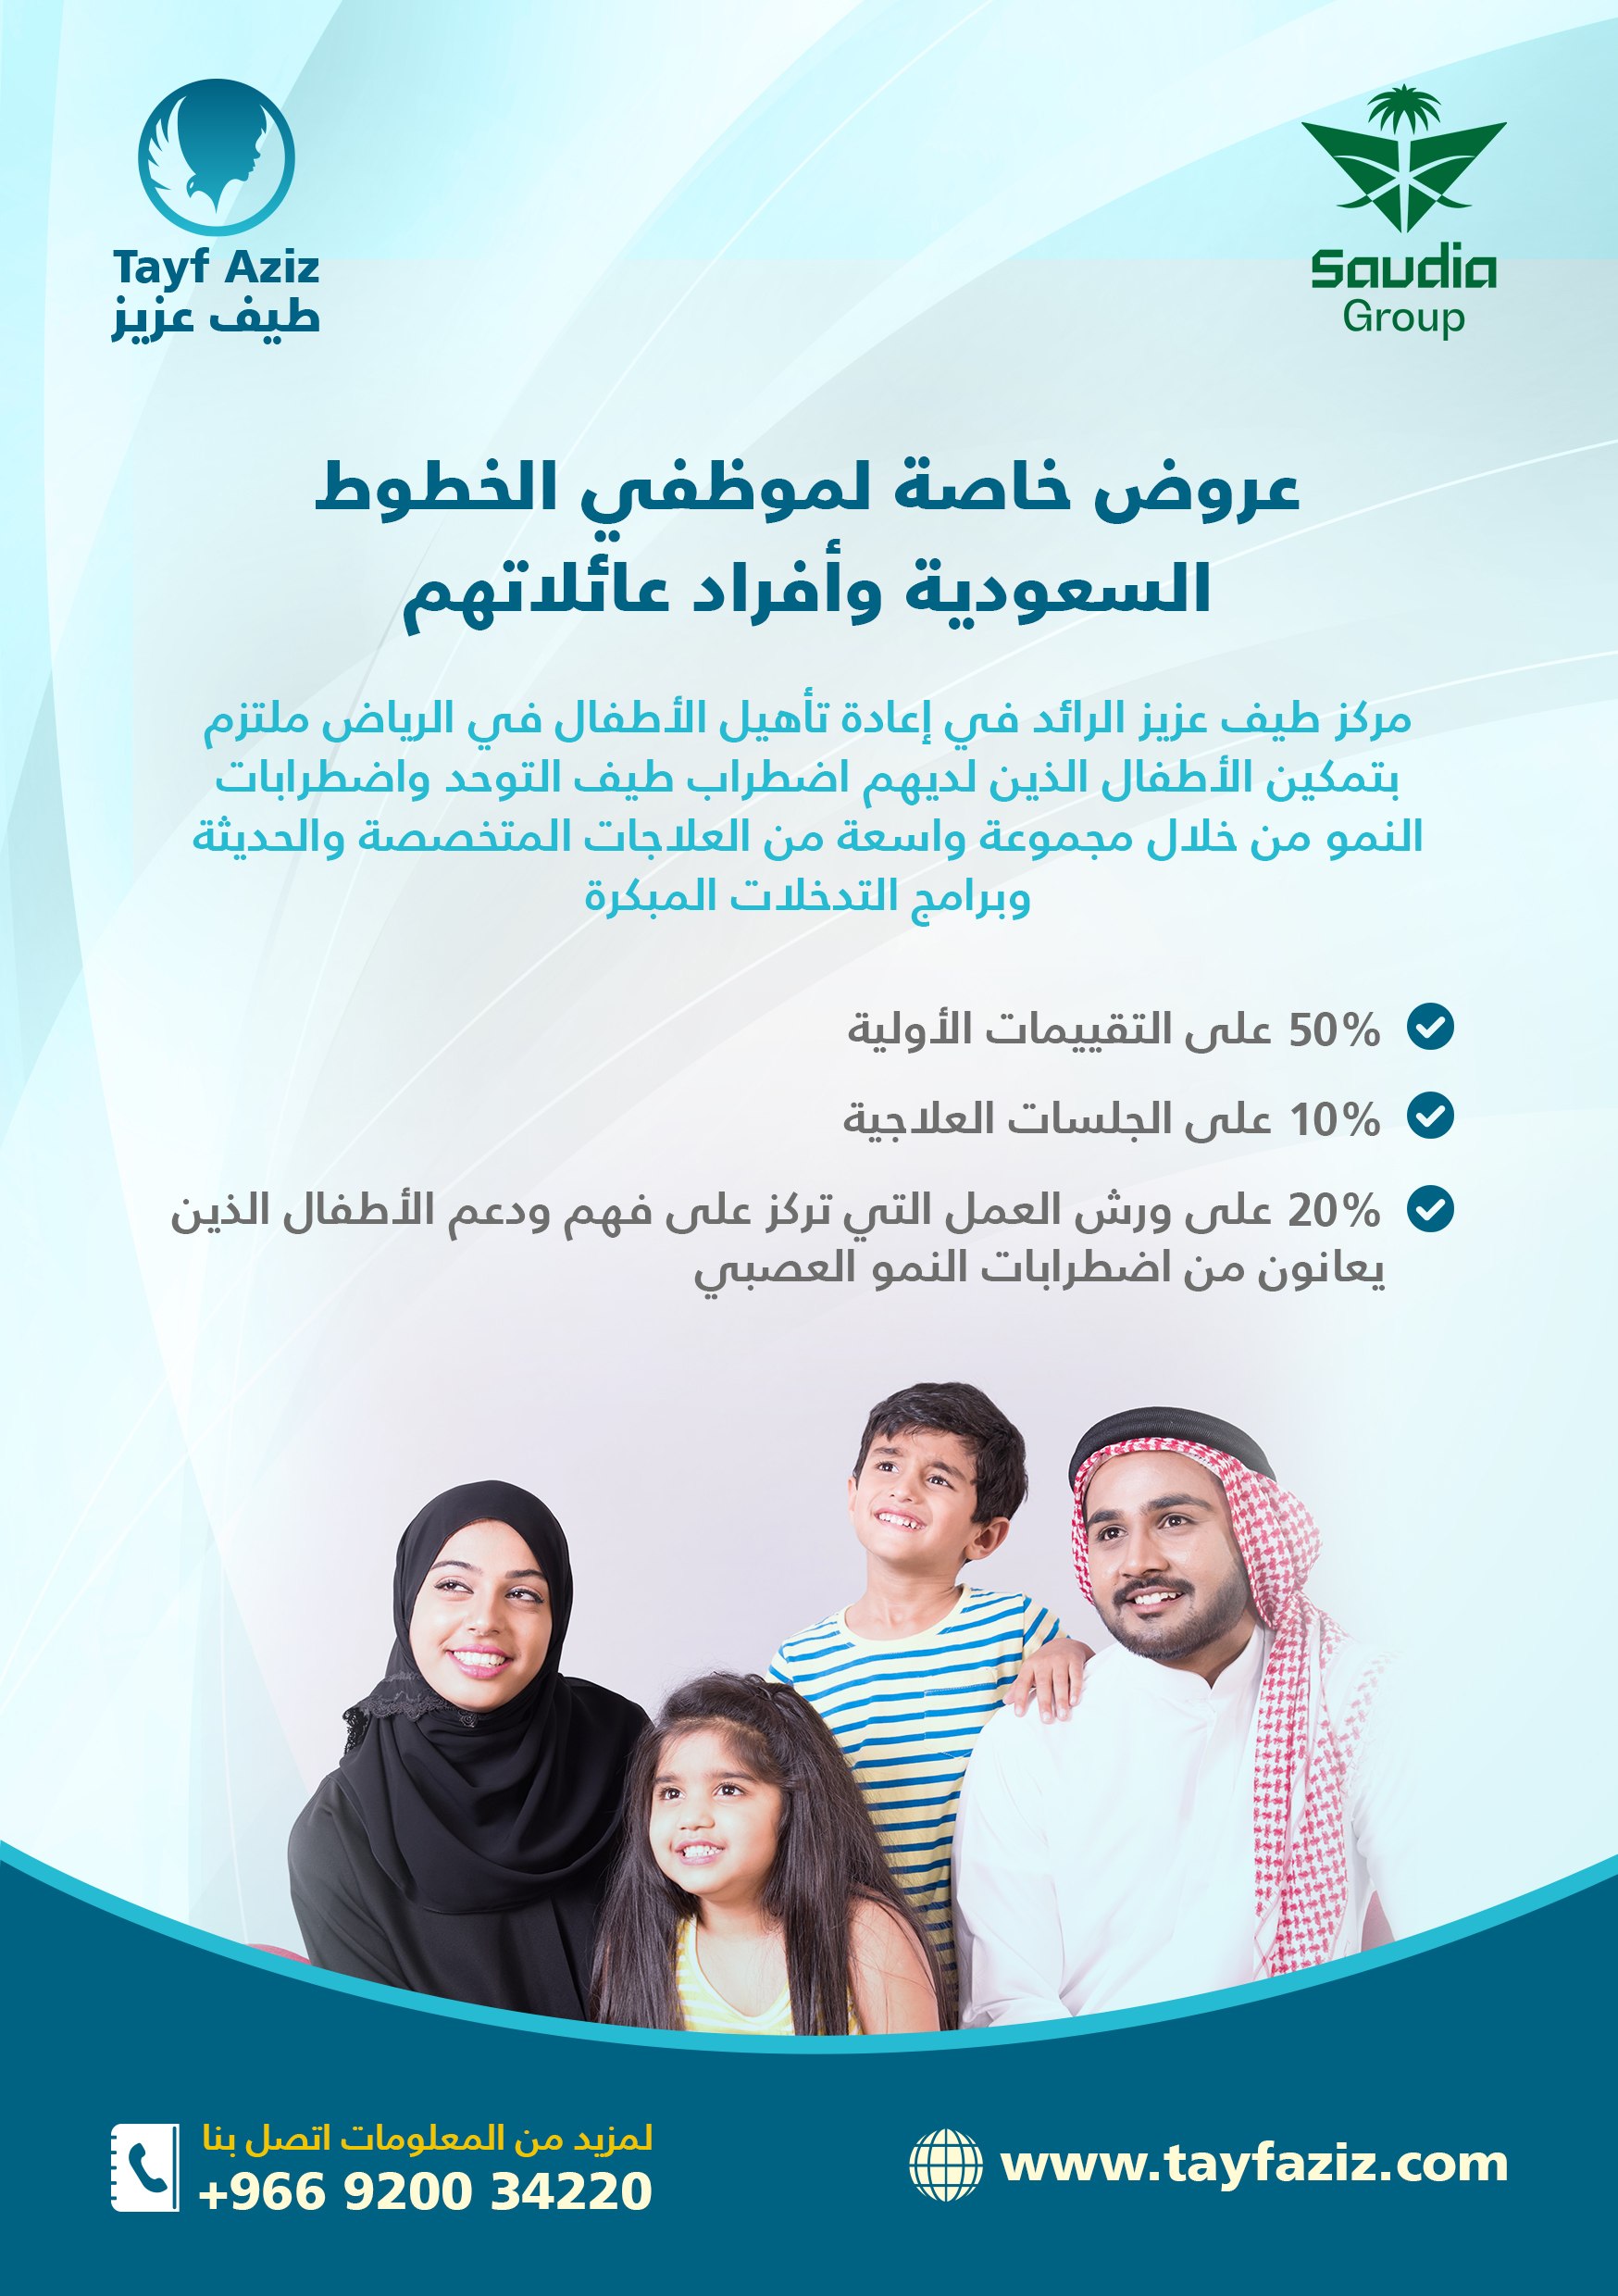 Tayf Aziz
طيف عزيز
Saudia
Group
عروض خاصة لموظفي الخطوط
السعودية وأفراد عائلاتهم
مركز طيف عزيز الرائد في إعادة تأهيل الأطفال في الرياض ملتزم
بتمكين الأطفال الذين لديهم اضطراب طيف التوحد واضطرابات
النمو من خلال مجموعة واسعة من العلاجات المتخصصة والحديثة
وبرامج التدخلات المبكرة
50% على التقييمات الأولية
10% على الجلسات العلاجية
20% على ورش العمل التي تركز على فهم ودعم الأطفال الذين
يعانون من اضطرابات النمو العصبي
لمزيد من المعلومات اتصل بنا
+966 9200 34220
www.tayfaziz.com